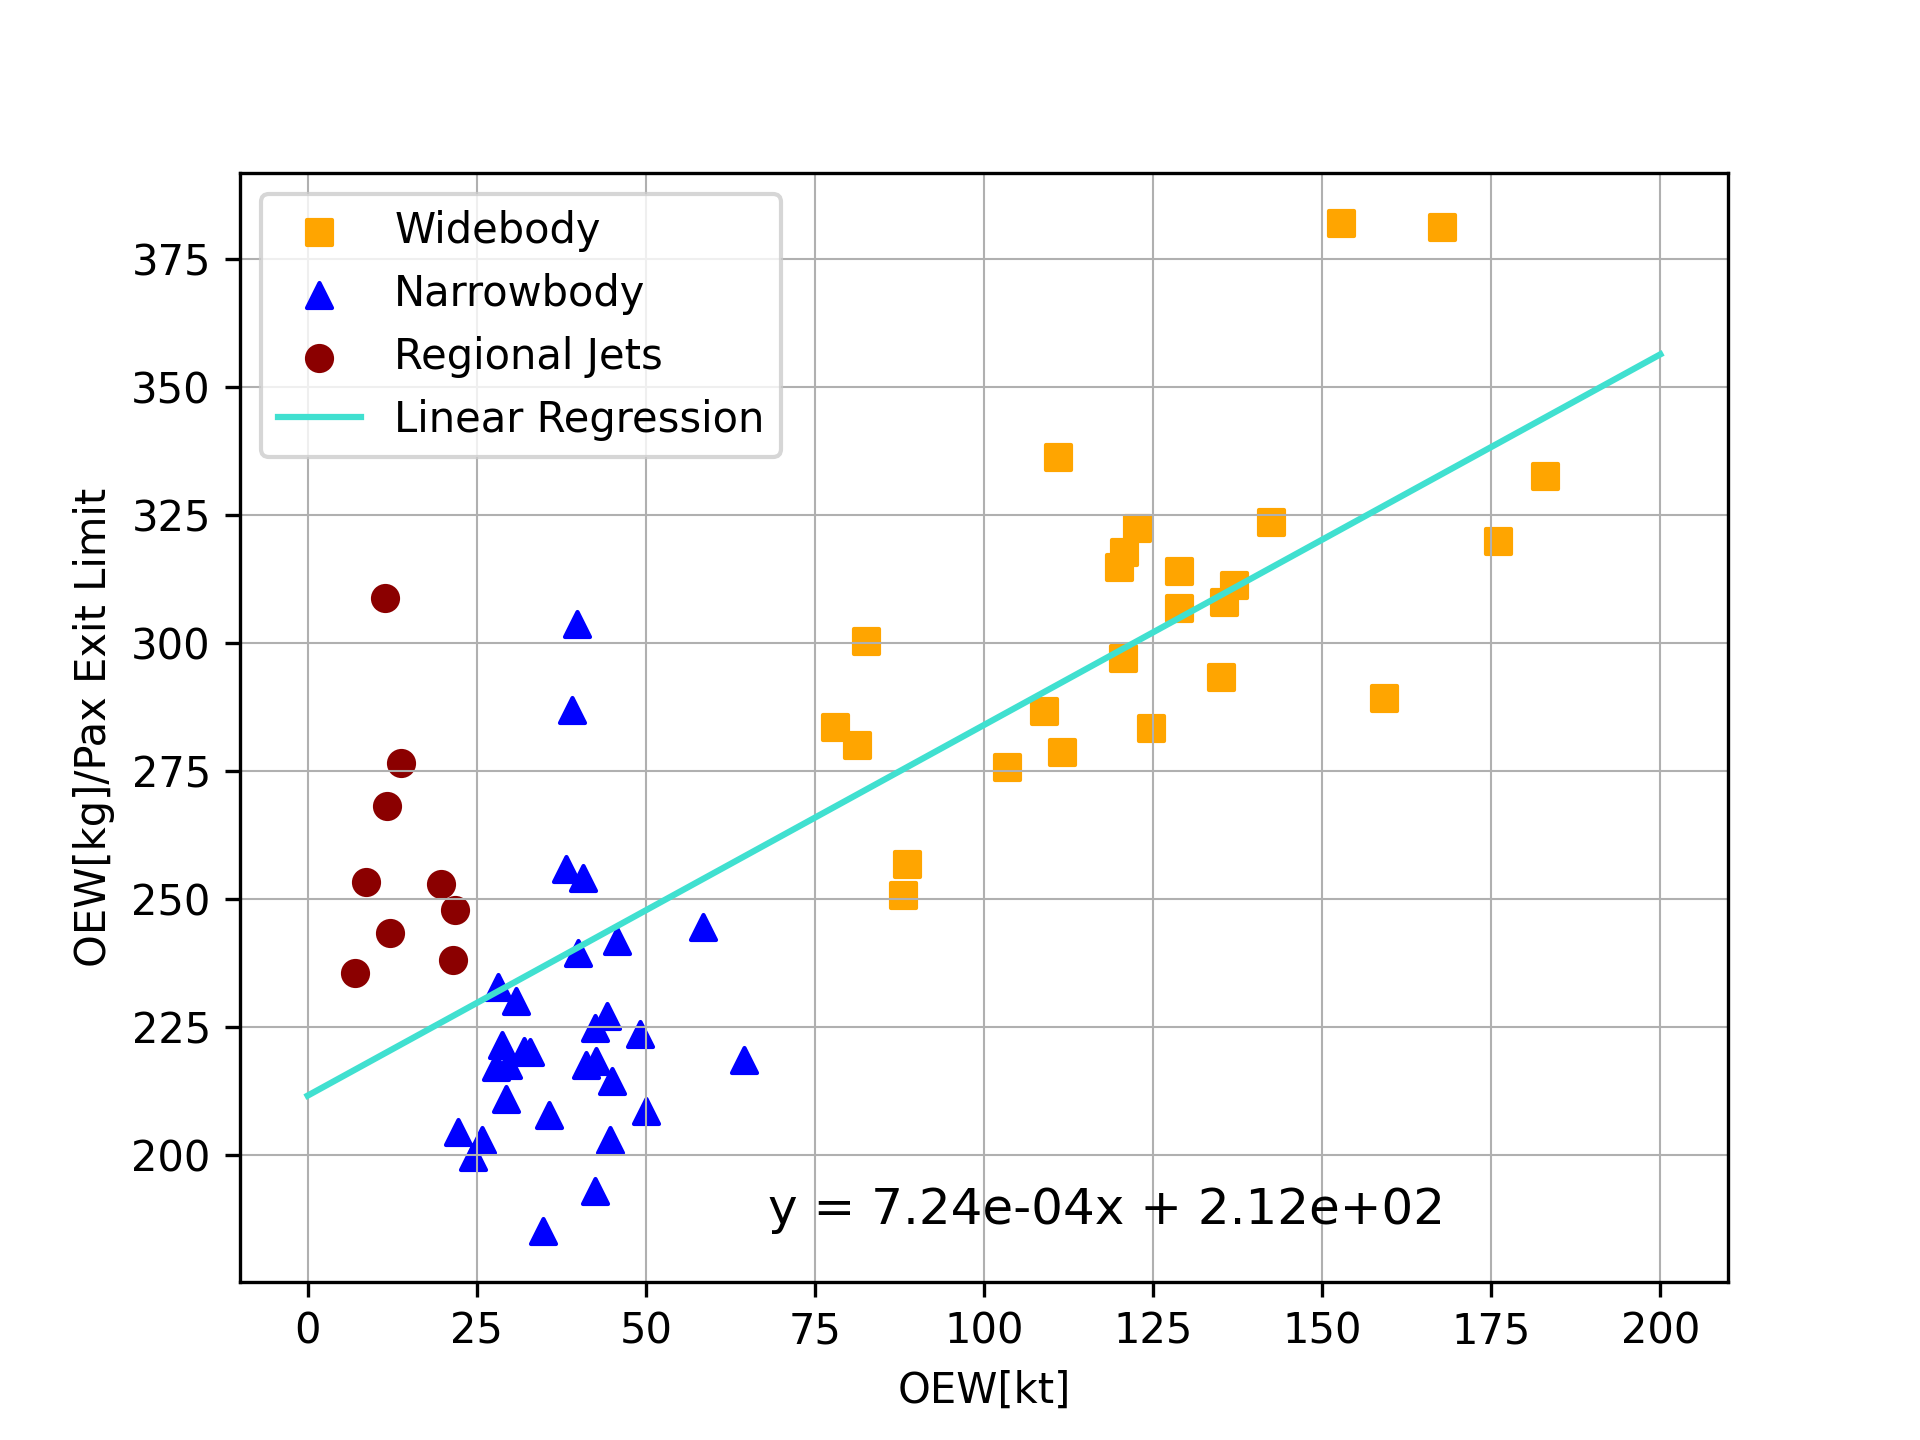 Widebody
Narrowbody
Regional Jets
Linear Regression
375
350
325
300
275
250
225
200
OEW[kg]/Pax Exit Limit
y = 7.24e-04x + 2.12e+02
0 25 50 75 100 125 150 175 200
OEW[kt]